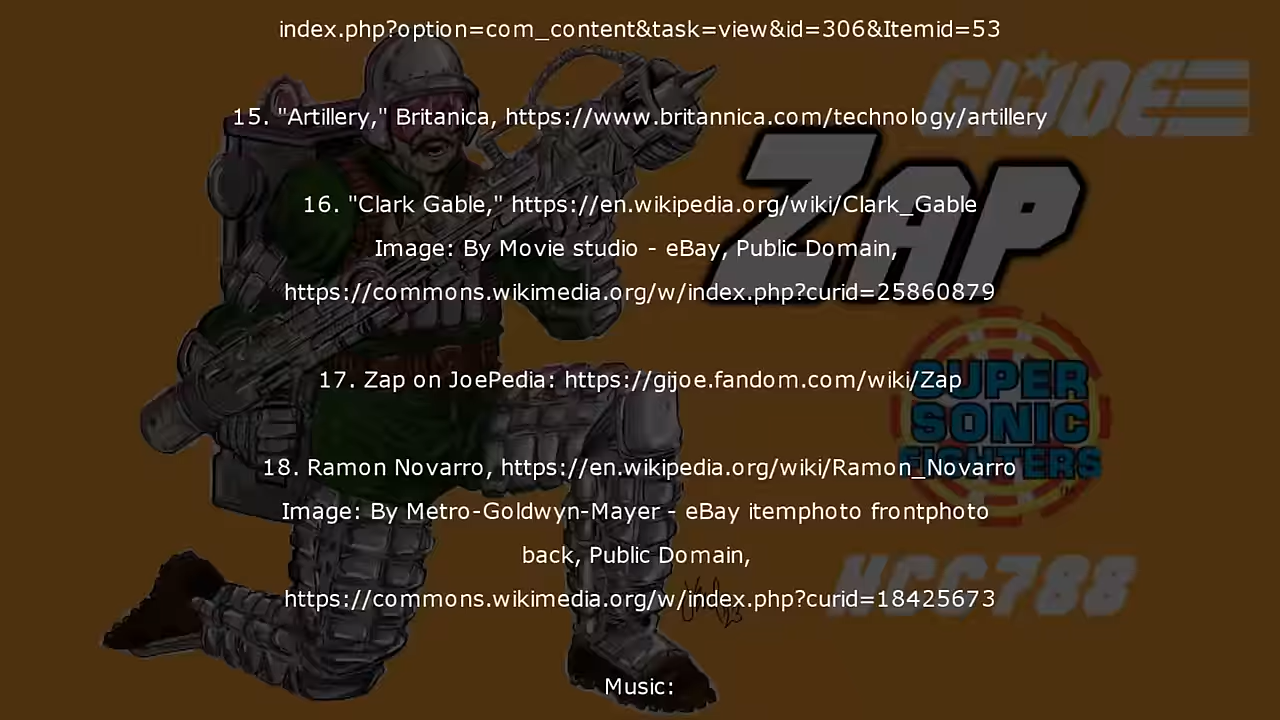 index.php?option=com_content&task=view&id=306&Itemid=53
15. "Artillery," Britanica, https://www.britannica.com/technology/artillery
16. "Clark Gable," https://en.wikipedia.org/wiki/Clark_Gable
Image: By Movie studio - eBay, Public Domain,
https://commons.wikimedia.org/w/index.php?curid=25860879
17. Zap on JoePedia: https://gijoe.fandom.com/wiki/Zap
18. Ramon Novarro, https://en.wikipedia.org/wiki/Ramon_Novarro
Image: By Metro-Goldwyn-Mayer - eBay itemphoto frontphoto
back, Public Domain,
https://commons.wikimedia.org/w/index.php?curid=18425673
Music:
GI JOE
ZAP
SUPER
SONIC
FIGHTERS
HCC788